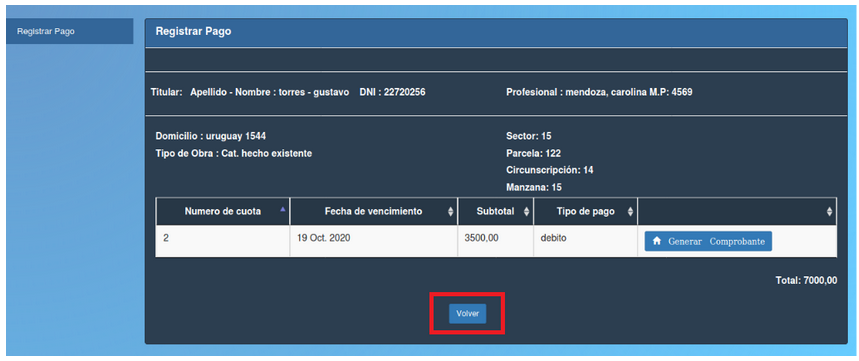 Registrar Pago
Registrar Pago
Titular: Apellido - Nombre : torres - gustavo DNI : 22720256 Profesional : mendoza, carolina M.P: 4569
Domicilio : uruguay 1544 Sector: 15
Tipo de Obra : Cat. hecho existente Parcela: 122
Circunscripción: 14
Manzana: 15
Numero de cuota Fecha de vencimiento Subtotal Tipo de pago
2 19 Oct. 2020 3500,00 debito Generar Comprobante
Total: 7000,00
Volver